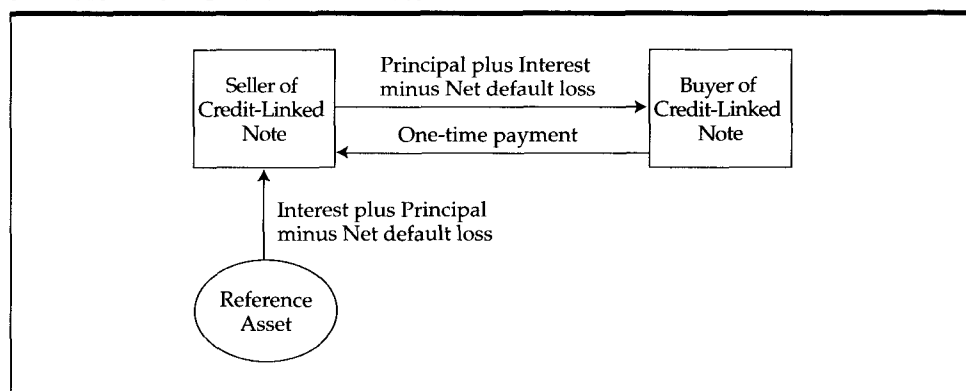 Seller of
Credit-Linked
Note
Principal plus Interest
minus Net default loss
One-time payment
Buyer of
Credit-Linked
Note
Interest plus Principal
minus Net default loss
Reference
Asset